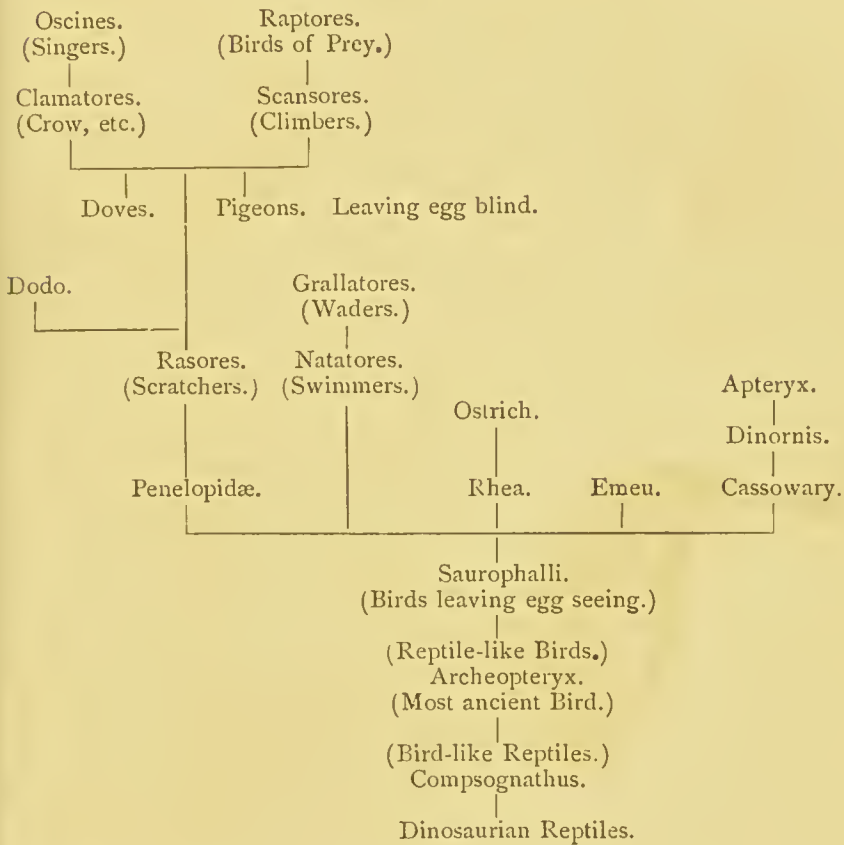 Oscines.
(Singers.)
Raptores.
(Birds of Prey.)
Clamatores.
(Crow, etc.)
Scansores.
(Climbers.)
Doves.
Pigeons. Leaving egg blind.
Dodo.
Grallatores.
(Waders.)
Rasores.
(Scratchers.)
Natatores.
(Swimmers.)
Ostrich.
Apteryx.
Dinornis.
Penelopidæ.
Rhea.
Emeu.
Cassowary.
Saurophalli.
(Birds leaving egg seeing.)
(Reptile-like Birds.)
Archeopteryx.
(Most ancient Bird.)
(Bird-like Reptiles.)
Compsognathus.
Dinosaurian Reptiles.